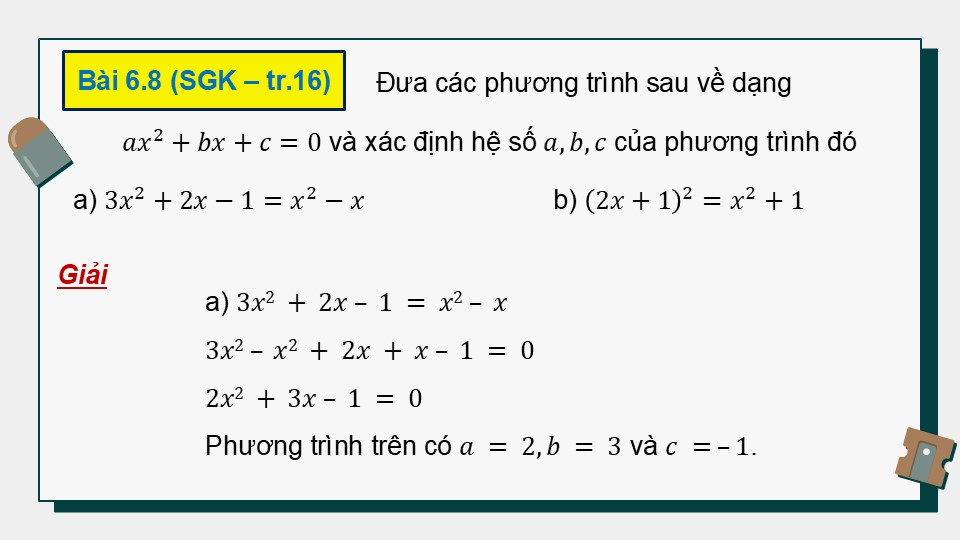 Bài 6.8 (SGK – tr.16) Đưa các phương trình sau về dạng
𝑎𝑥² + 𝑏𝑥 + 𝑐 = 0 và xác định hệ số 𝑎, 𝑏, 𝑐 của phương trình đó
a) 3𝑥² + 2𝑥 − 1 = 𝑥² − 𝑥 b) (2𝑥 + 1)² = 𝑥² + 1
Giải
a) 3𝑥² + 2𝑥 – 1 = 𝑥² – 𝑥
3𝑥² – 𝑥² + 2𝑥 + 𝑥 – 1 = 0
2𝑥² + 3𝑥 – 1 = 0
Phương trình trên có 𝑎 = 2, 𝑏 = 3 và 𝑐 = – 1.